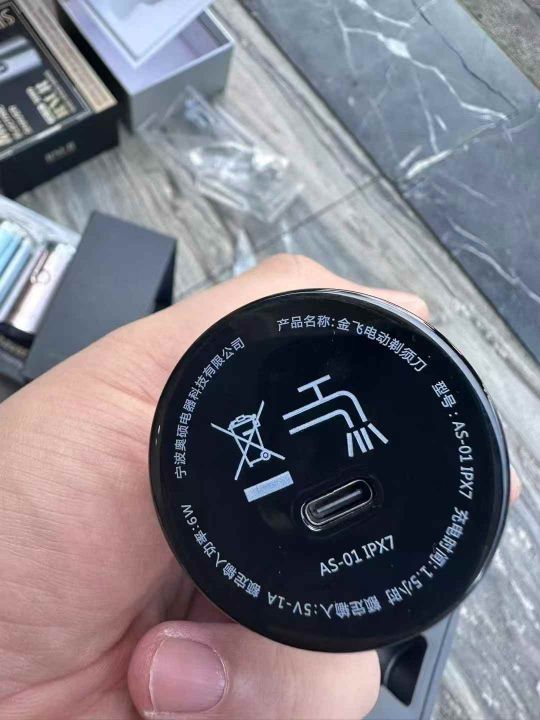 产品名称:金飞电动剃须刀
型号:AS-01 IPX7
充电时间:1.5小时
额定输入:5V⎓1A
额定输入功率:6W
宁波奥硕电器科技有限公司
AS-01 IPX7